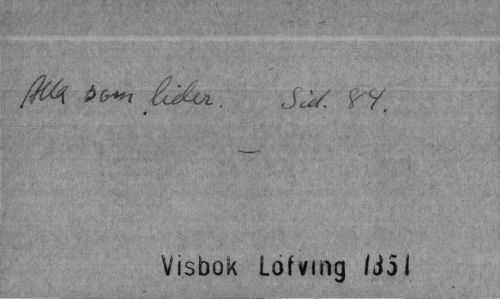 Alla som lider. Sid. 84.
Visbok Löfving 1851